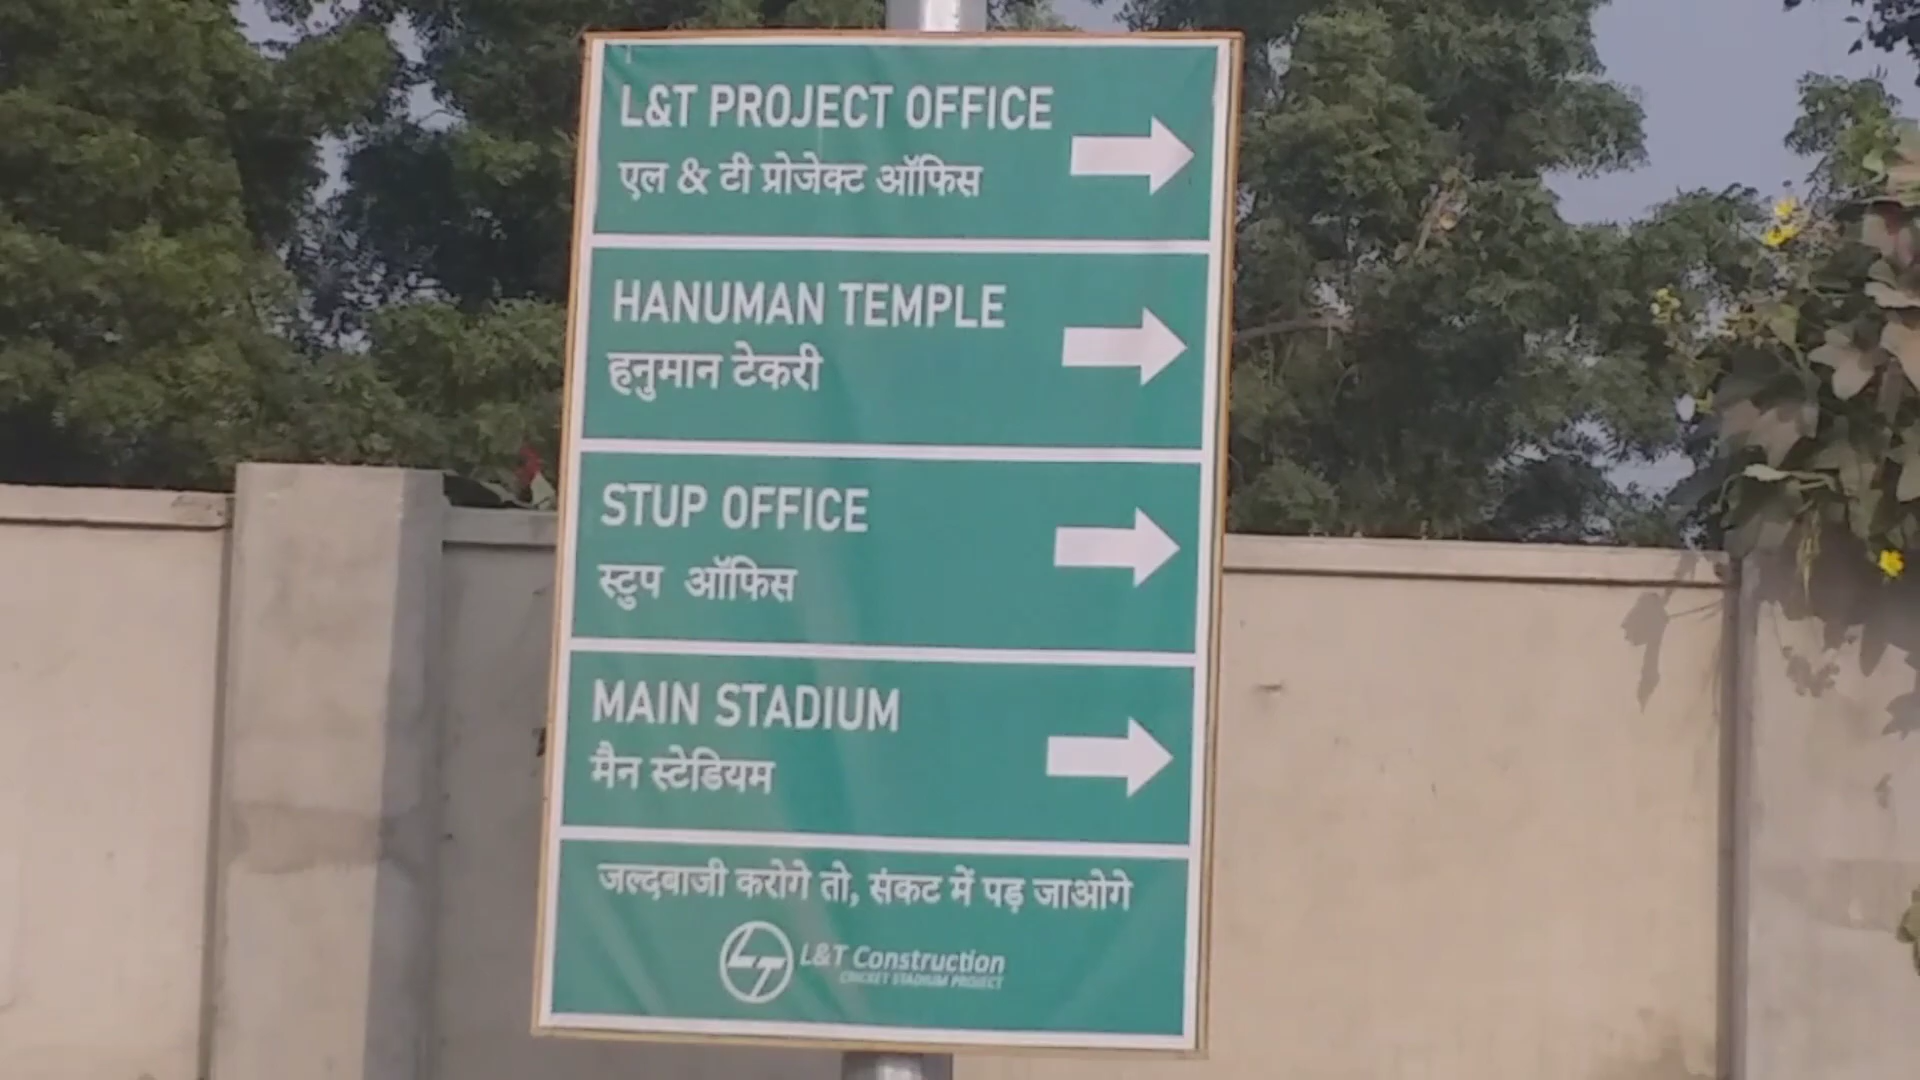 L&T PROJECT OFFICE
एल & टी प्रोजेक्ट ऑफिस
HANUMAN TEMPLE
हनुमान टेकरी
STUP OFFICE
स्टुप ऑफिस
MAIN STADIUM
मैन स्टेडियम
जल्दबाजी करोगे तो, संकट में पड़ जाओगे
LT L&T Construction
CRICKET STADIUM PROJECT